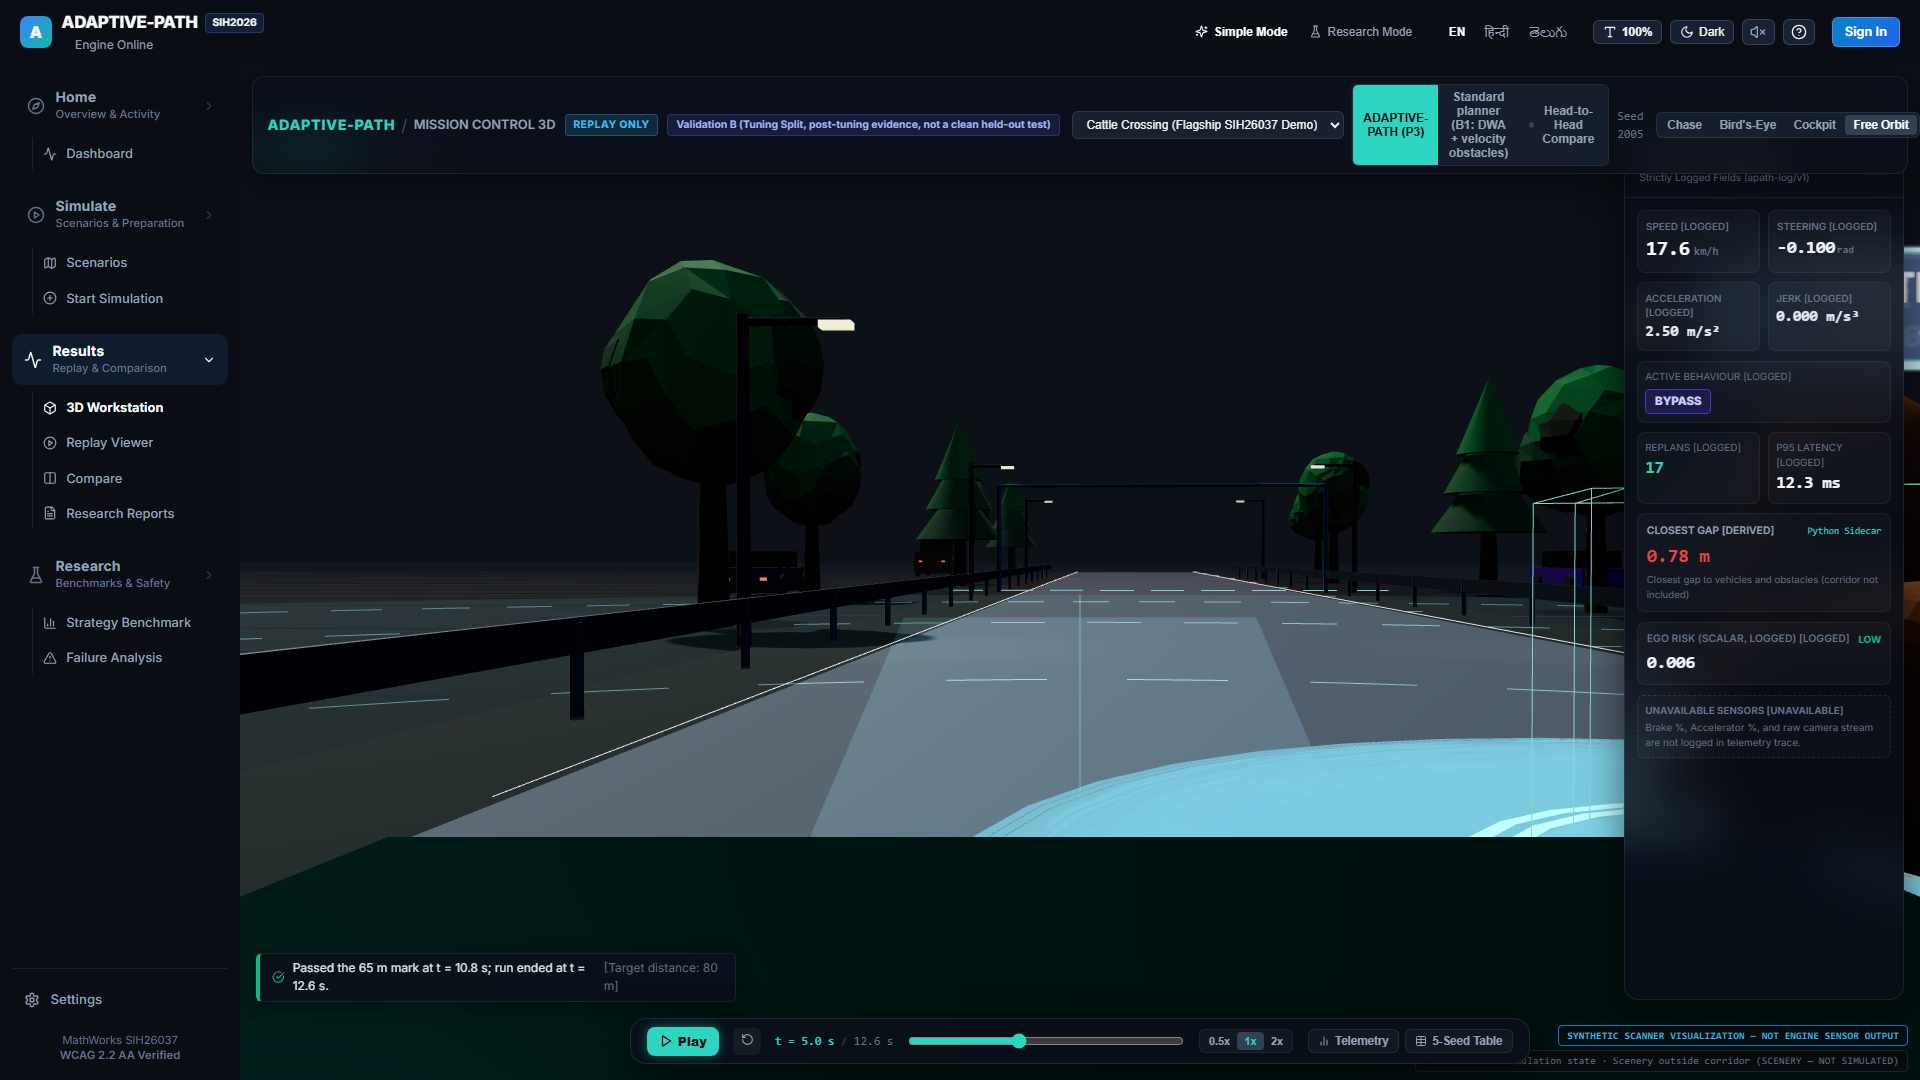 A
ADAPTIVE-PATH SIH2026
Engine Online
Simple Mode
Research Mode
EN
हिन्दी
తెలుగు
100%
Dark
Sign In
Home
Overview & Activity
Dashboard
Simulate
Scenarios & Preparation
Scenarios
Start Simulation
Results
Replay & Comparison
3D Workstation
Replay Viewer
Compare
Research Reports
Research
Benchmarks & Safety
Strategy Benchmark
Failure Analysis
Settings
MathWorks SIH26037
WCAG 2.2 AA Verified
ADAPTIVE-PATH / MISSION CONTROL 3D
REPLAY ONLY
Validation B (Tuning Split, post-tuning evidence, not a clean held-out test)
Cattle Crossing (Flagship SIH26037 Demo)
ADAPTIVE-
PATH (P3)
Standard
planner
(B1: DWA
+ velocity
obstacles)
Head-to-
Head
Compare
Seed
2005
Chase
Bird's-Eye
Cockpit
Free Orbit
Strictly Logged Fields (apath-log/v1)
SPEED [LOGGED]
17.6 km/h
STEERING [LOGGED]
-0.100 rad
ACCELERATION
[LOGGED]
2.50 m/s²
JERK [LOGGED]
0.000 m/s³
ACTIVE BEHAVIOUR [LOGGED]
BYPASS
REPLANS [LOGGED]
17
P95 LATENCY
[LOGGED]
12.3 ms
CLOSEST GAP [DERIVED]
Python Sidecar
0.78 m
Closest gap to vehicles and obstacles (corridor not
included)
EGO RISK (SCALAR, LOGGED) [LOGGED]
LOW
0.006
UNAVAILABLE SENSORS [UNAVAILABLE]
Brake %, Accelerator %, and raw camera stream
are not logged in telemetry trace.
Passed the 65 m mark at t = 10.8 s; run ended at t =
12.6 s.
[Target distance: 80
m]
Play
t = 5.0 s / 12.6 s
0.5x
1x
2x
Telemetry
5-Seed Table
SYNTHETIC SCANNER VISUALIZATION — NOT ENGINE SENSOR OUTPUT
state · Scenery outside corridor (SCENERY — NOT SIMULATED)